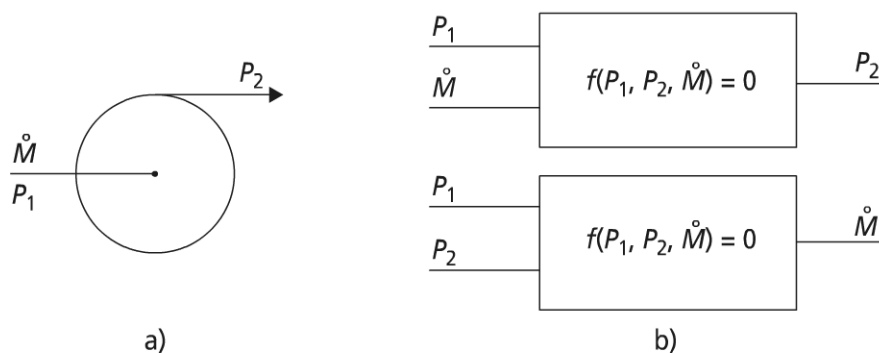 P₂
M̊
P₁
a)
P₁
M̊
f(P₁, P₂, M̊) = 0
P₂
P₁
P₂
f(P₁, P₂, M̊) = 0
M̊
b)